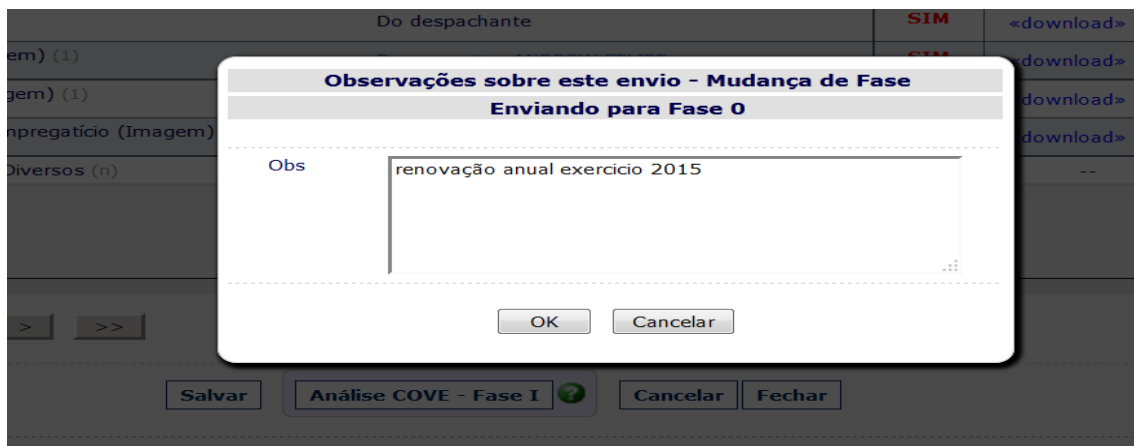 Do despachante SIM «download»
em) (1) download»
gem) (1) download»
mpregatício (Imagem) download»
Diversos (n) --
Observações sobre este envio - Mudança de Fase
Enviando para Fase 0
Obs renovação anual exercicio 2015
OK Cancelar
> >>
Salvar Análise COVE - Fase I ? Cancelar Fechar